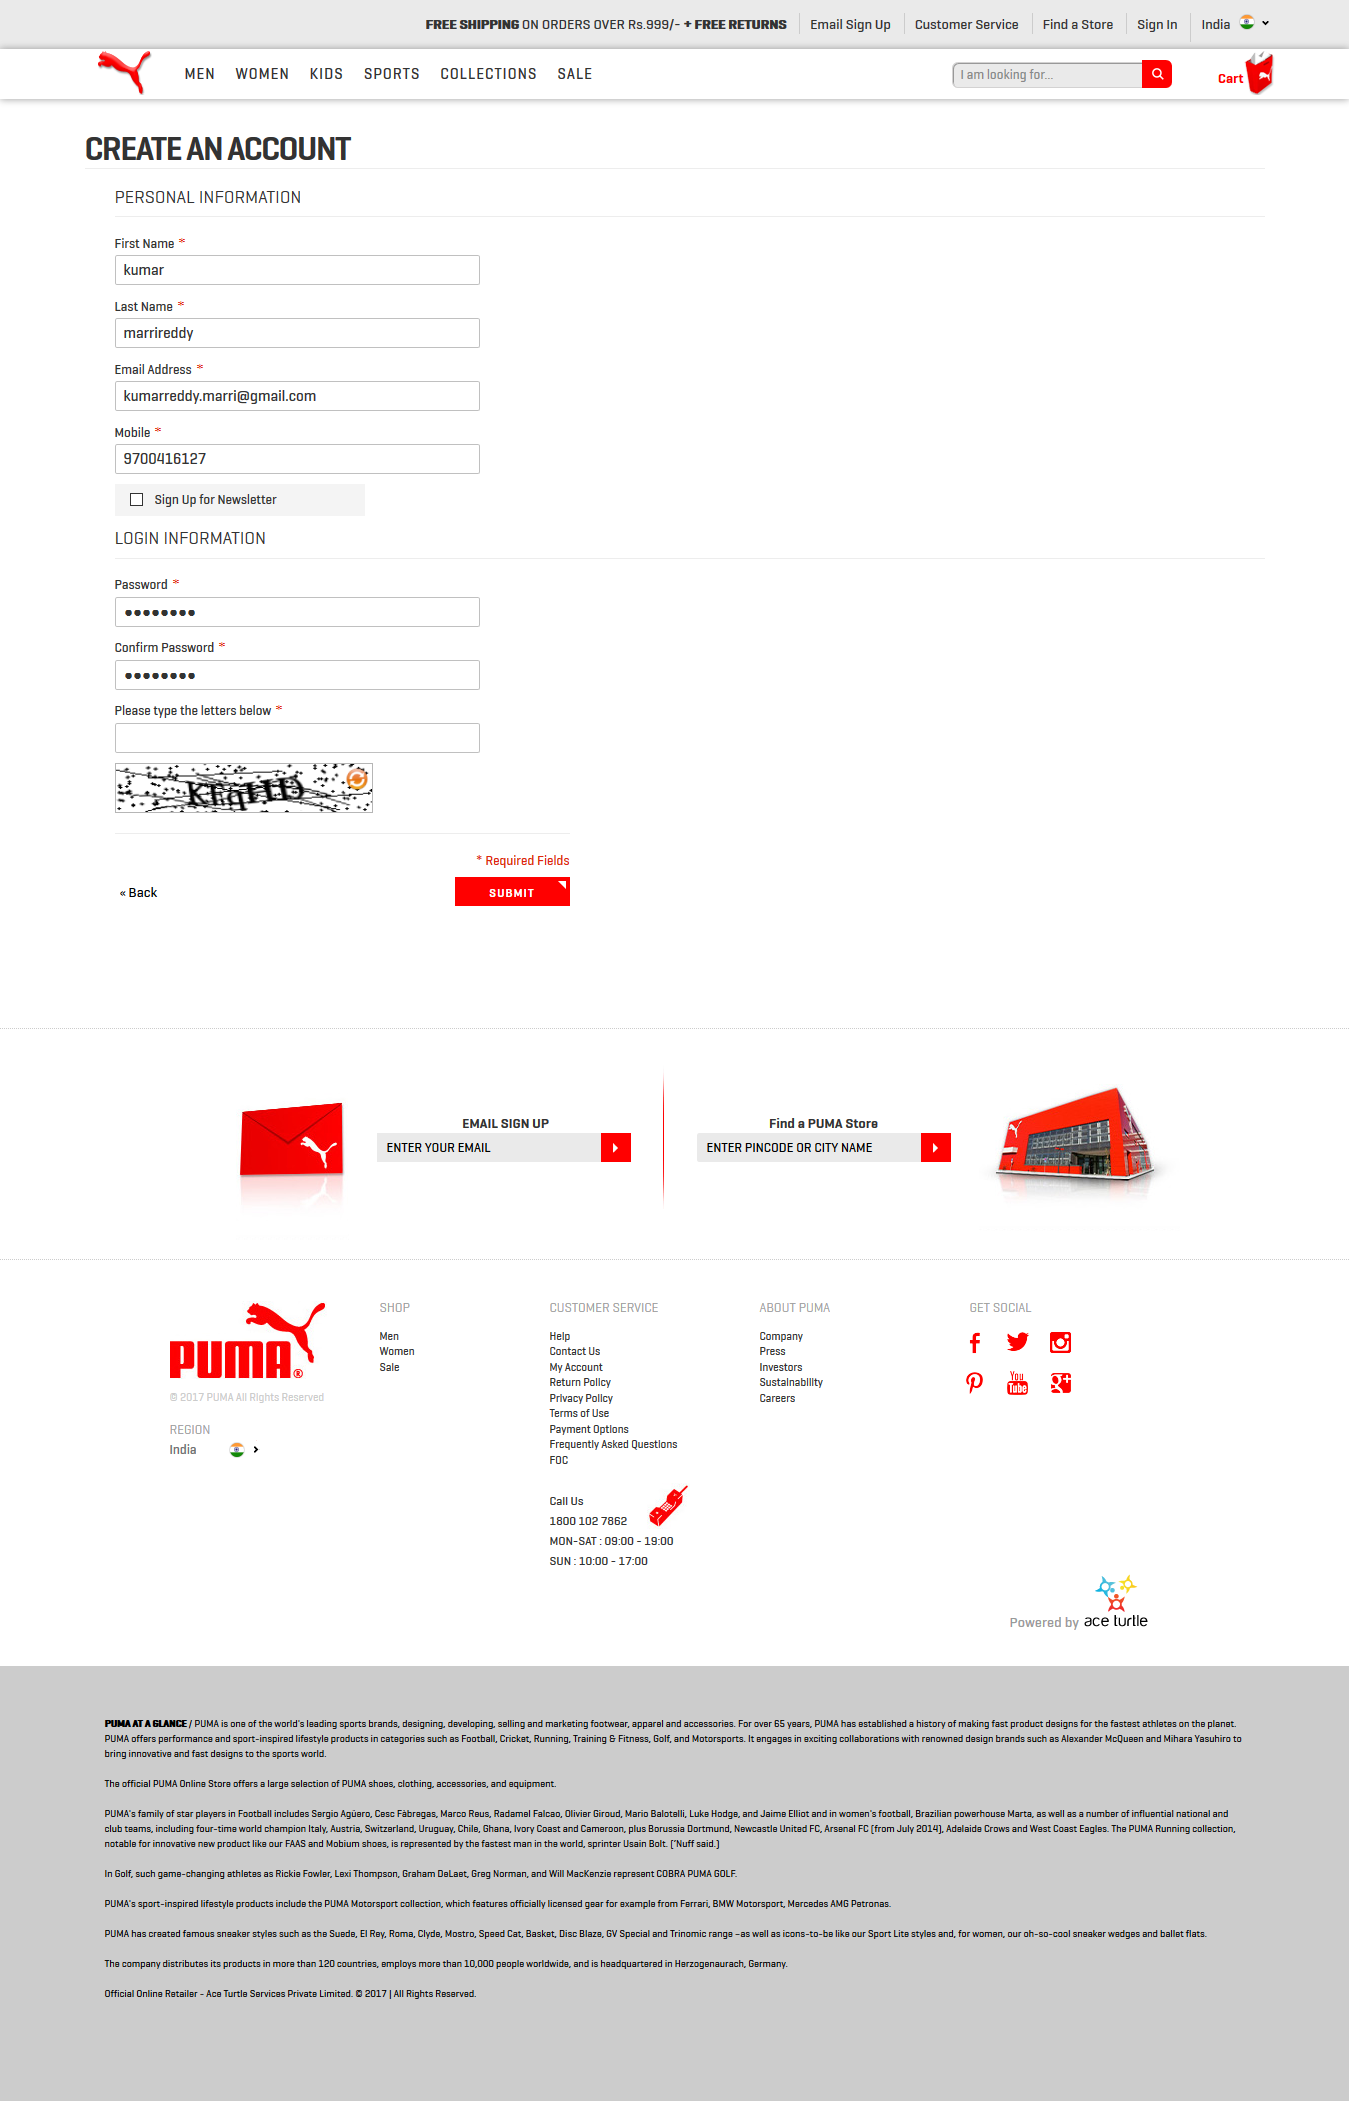 FREE SHIPPING ON ORDERS OVER Rs.999/- + FREE RETURNS Email Sign Up Customer Service Find a Store Sign In India
MEN WOMEN KIDS SPORTS COLLECTIONS SALE I am looking for... Cart
CREATE AN ACCOUNT
PERSONAL INFORMATION
First Name *
kumar
Last Name *
marrireddy
Email Address *
kumarreddy.marri@gmail.com
Mobile *
9700416127
Sign Up for Newsletter
LOGIN INFORMATION
Password *
••••••••
Confirm Password *
••••••••
Please type the letters below *
* Required Fields
« Back SUBMIT
EMAIL SIGN UP
ENTER YOUR EMAIL
Find a PUMA Store
ENTER PINCODE OR CITY NAME
PUMA®
© 2017 PUMA All Rights Reserved
REGION
India
SHOP
Men
Women
Sale
CUSTOMER SERVICE
Help
Contact Us
My Account
Return Policy
Privacy Policy
Terms of Use
Payment Options
Frequently Asked Questions
FOC
Call Us
1800 102 7862
MON-SAT : 09:00 - 19:00
SUN : 10:00 - 17:00
ABOUT PUMA
Company
Press
Investors
Sustainability
Careers
GET SOCIAL
You Tube
Powered by ace turtle
PUMA AT A GLANCE / PUMA is one of the world's leading sports brands, designing, developing, selling and marketing footwear, apparel and accessories. For over 65 years, PUMA has established a history of making fast product designs for the fastest athletes on the planet.
PUMA offers performance and sport-inspired lifestyle products in categories such as Football, Cricket, Running, Training & Fitness, Golf, and Motorsports. It engages in exciting collaborations with renowned design brands such as Alexander McQueen and Mihara Yasuhiro to
bring innovative and fast designs to the sports world.
The official PUMA Online Store offers a large selection of PUMA shoes, clothing, accessories, and equipment.
PUMA's family of star players in Football includes Sergio Agüero, Cesc Fàbregas, Marco Reus, Radamel Falcao, Olivier Giroud, Mario Balotelli, Luke Hodge, and Jaime Elliot and in women's football, Brazilian powerhouse Marta, as well as a number of influential national and
club teams, including four-time world champion Italy, Austria, Switzerland, Uruguay, Chile, Ghana, Ivory Coast and Cameroon, plus Borussia Dortmund, Newcastle United FC, Arsenal FC (from July 2014), Adelaide Crows and West Coast Eagles. The PUMA Running collection,
notable for innovative new product like our FAAS and Mobium shoes, is represented by the fastest man in the world, sprinter Usain Bolt. ('Nuff said.)
In Golf, such game-changing athletes as Rickie Fowler, Lexi Thompson, Graham DeLaet, Greg Norman, and Will MacKenzie represent COBRA PUMA GOLF.
PUMA's sport-inspired lifestyle products include the PUMA Motorsport collection, which features officially licensed gear for example from Ferrari, BMW Motorsport, Mercedes AMG Petronas.
PUMA has created famous sneaker styles such as the Suede, El Rey, Roma, Clyde, Mostro, Speed Cat, Basket, Disc Blaze, GV Special and Trinomic range –as well as icons-to-be like our Sport Lite styles and, for women, our oh-so-cool sneaker wedges and ballet flats.
The company distributes its products in more than 120 countries, employs more than 10,000 people worldwide, and is headquartered in Herzogenaurach, Germany.
Official Online Retailer - Ace Turtle Services Private Limited. © 2017 | All Rights Reserved.